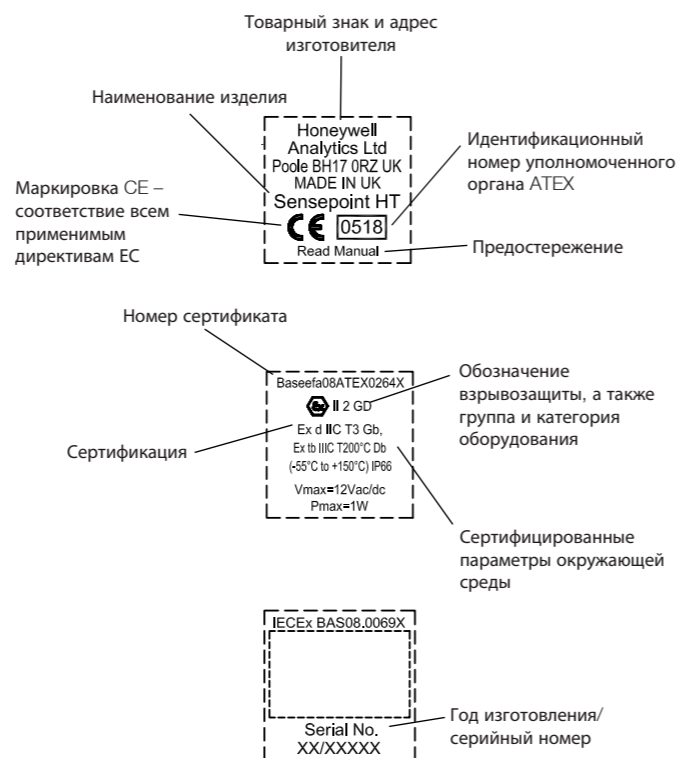 Товарный знак и адрес
изготовителя
Наименование изделия
Honeywell
Analytics Ltd
Poole BH17 0RZ UK
MADE IN UK
Sensepoint HT
CE 0518
Read Manual
Идентификационный
номер уполномоченного
органа ATEX
Маркировка CE –
соответствие всем
применимым
директивам ЕС
Предостережение
Номер сертификата
Baseefa08ATEX0264X
Ex II 2 GD
Ex d IIC T3 Gb,
Ex tb IIIC T200°C Db
(-55°C to +150°C) IP66
Vmax=12Vac/dc
Pmax=1W
Обозначение
взрывозащиты, а также
группа и категория
оборудования
Сертификация
Сертифицированные
параметры окружающей
среды
IECEx BAS08.0069X
Serial No.
XX/XXXXX
Год изготовления/
серийный номер